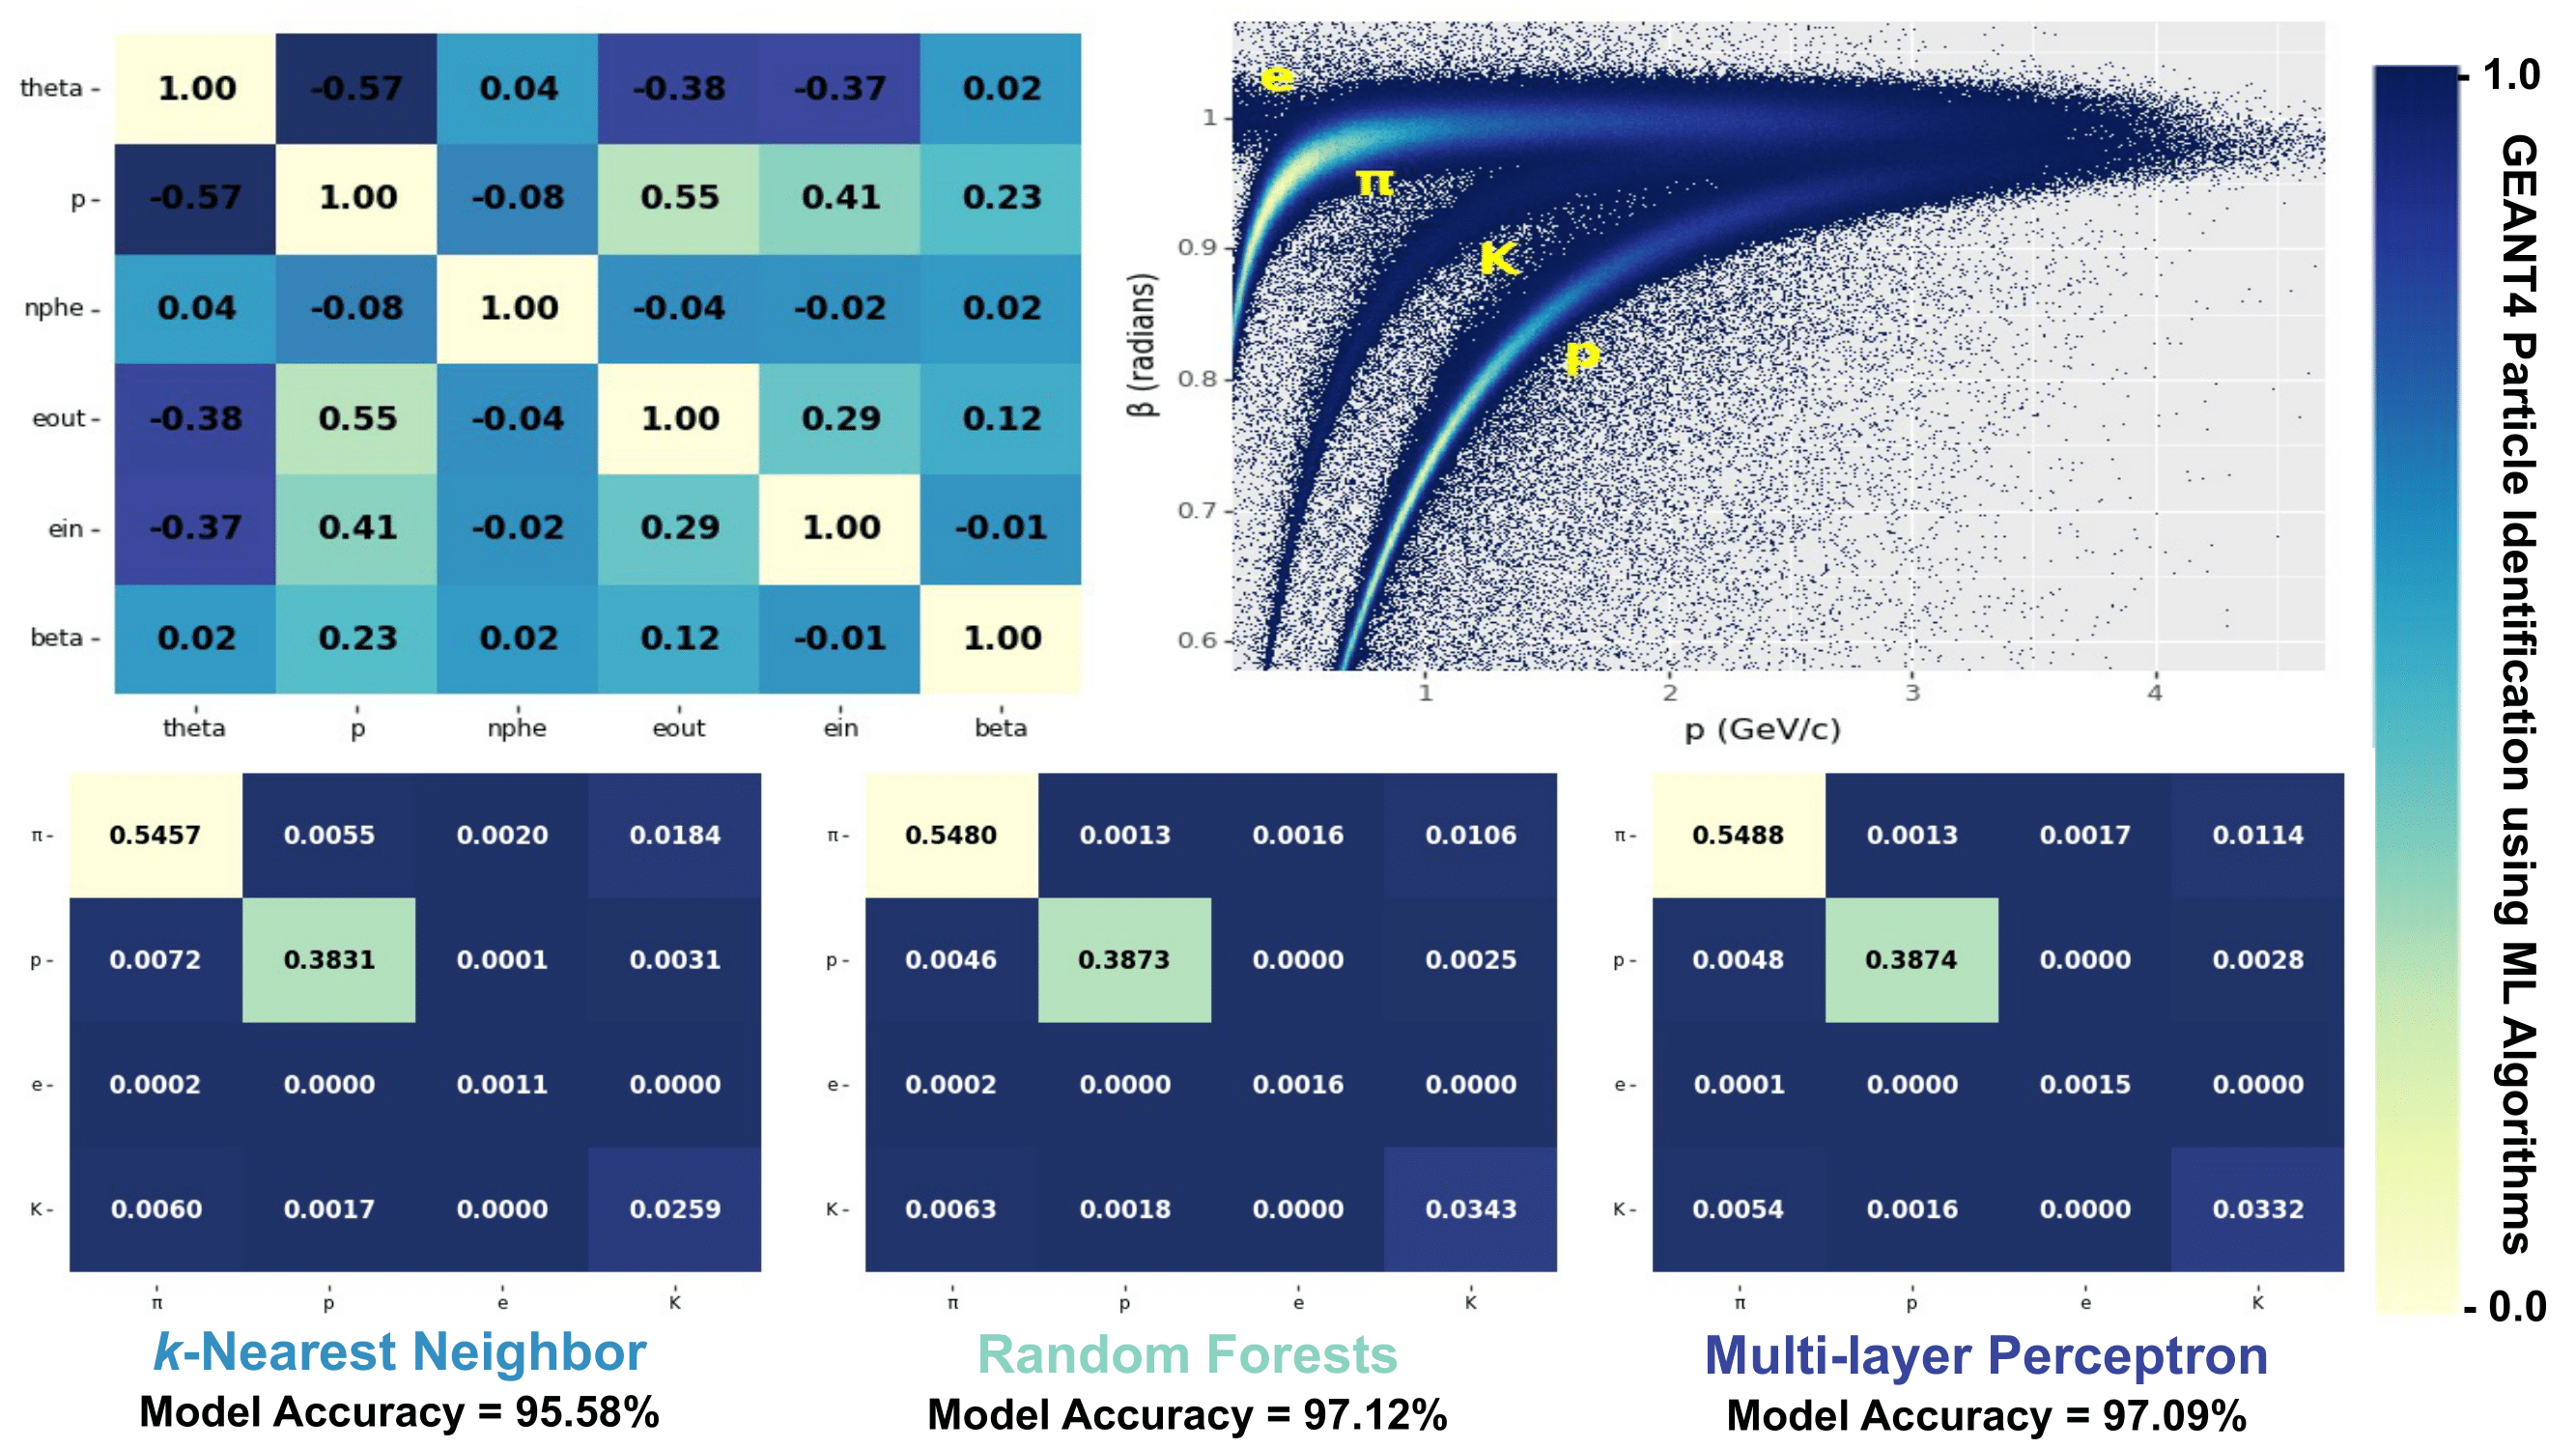 theta - 1.00 -0.57 0.04 -0.38 -0.37 0.02
p - -0.57 1.00 -0.08 0.55 0.41 0.23
nphe - 0.04 -0.08 1.00 -0.04 -0.02 0.02
eout - -0.38 0.55 -0.04 1.00 0.29 0.12
ein - -0.37 0.41 -0.02 0.29 1.00 -0.01
beta - 0.02 0.23 0.02 0.12 -0.01 1.00
theta p nphe eout ein beta
e
π
K
p
1
0.9
0.8
0.7
0.6
β (radians)
1 2 3 4
p (GeV/c)
- 1.0
GEANT4 Particle Identification using ML Algorithms
- 0.0
π - 0.5457 0.0055 0.0020 0.0184
p - 0.0072 0.3831 0.0001 0.0031
e - 0.0002 0.0000 0.0011 0.0000
K - 0.0060 0.0017 0.0000 0.0259
π p e K
k-Nearest Neighbor
Model Accuracy = 95.58%
π - 0.5480 0.0013 0.0016 0.0106
p - 0.0046 0.3873 0.0000 0.0025
e - 0.0002 0.0000 0.0016 0.0000
K - 0.0063 0.0018 0.0000 0.0343
π p e K
Random Forests
Model Accuracy = 97.12%
π - 0.5488 0.0013 0.0017 0.0114
p - 0.0048 0.3874 0.0000 0.0028
e - 0.0001 0.0000 0.0015 0.0000
K - 0.0054 0.0016 0.0000 0.0332
π p e K
Multi-layer Perceptron
Model Accuracy = 97.09%